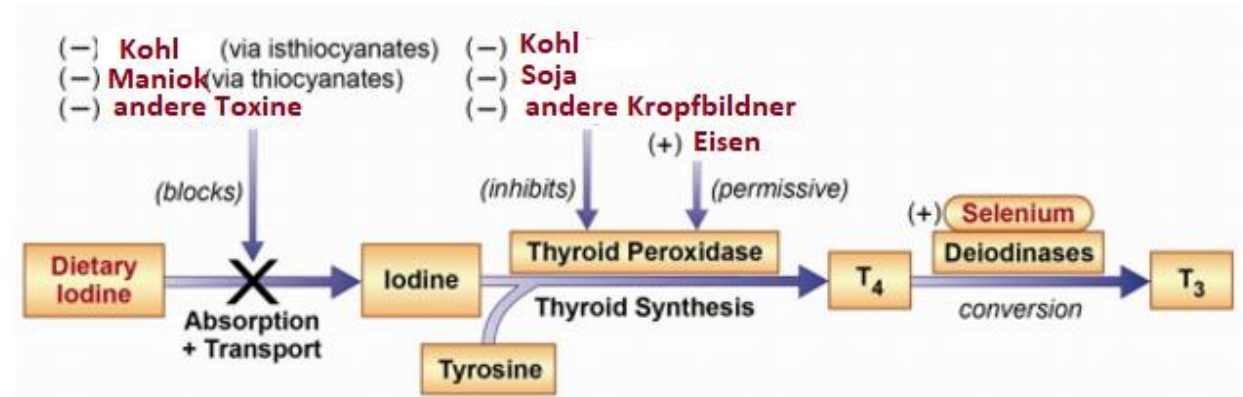 (−) Kohl (via isthiocyanates)
(−) Maniok (via thiocyanates)
(−) andere Toxine
(−) Kohl
(−) Soja
(−) andere Kropfbildner
(+) Eisen
(blocks)
(inhibits)
(permissive)
(+) Selenium
Dietary
Iodine
Absorption
+ Transport
Iodine
Thyroid Peroxidase
Thyroid Synthesis
Tyrosine
T4
Deiodinases
conversion
T3